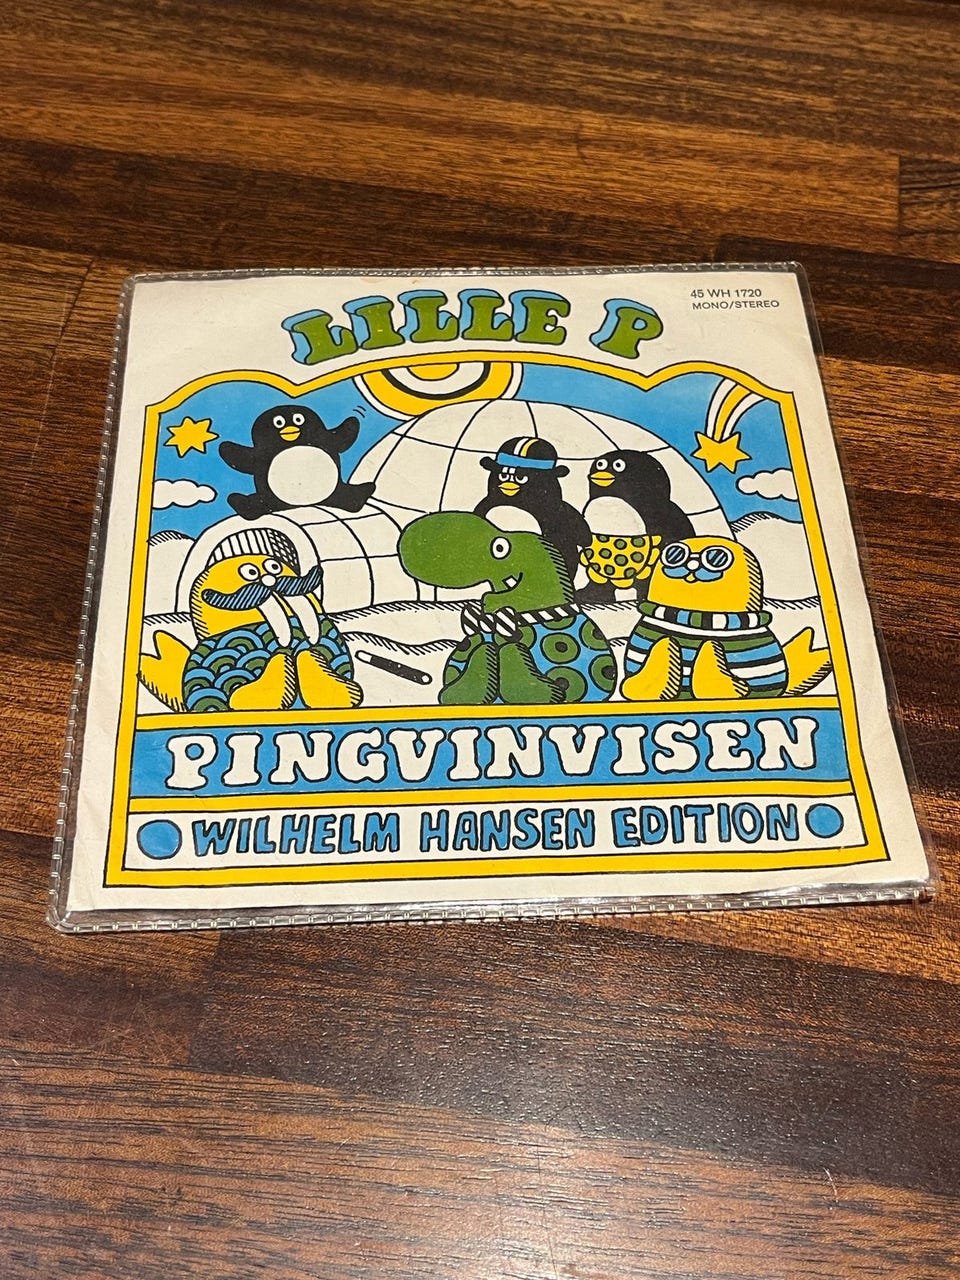 LILLE P
45 WH 1720
MONO/STEREO
PINGVINVISEN
WILHELM HANSEN EDITION